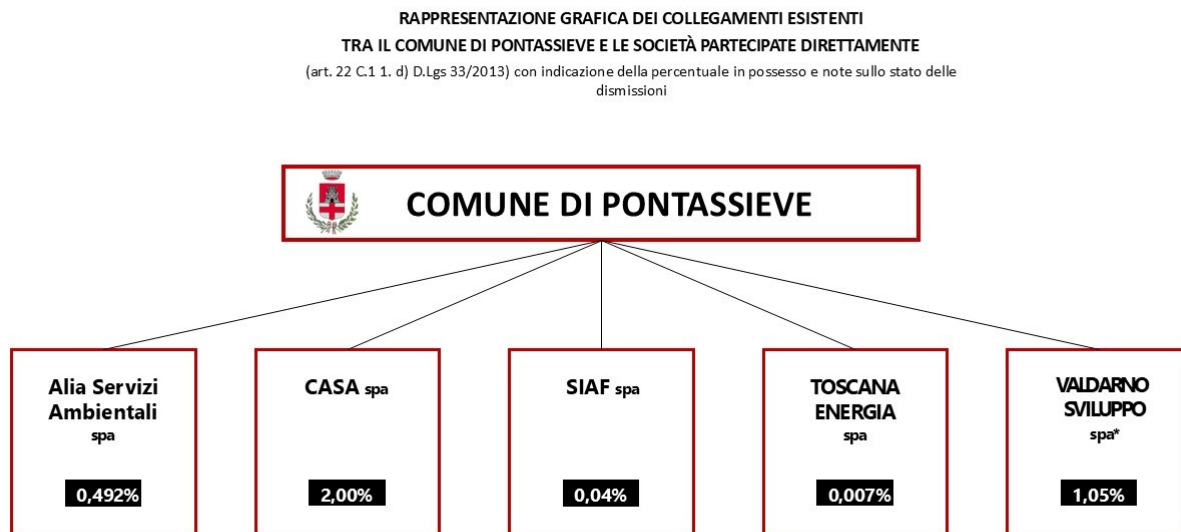 RAPPRESENTAZIONE GRAFICA DEI COLLEGAMENTI ESISTENTI
TRA IL COMUNE DI PONTASSIEVE E LE SOCIETÀ PARTECIPATE DIRETTAMENTE
(art. 22 C.1 1. d) D.Lgs 33/2013) con indicazione della percentuale in possesso e note sullo stato delle
dismissioni
COMUNE DI PONTASSIEVE
Alia Servizi
Ambientali
spa
0,492%
CASA spa
2,00%
SIAF spa
0,04%
TOSCANA
ENERGIA
spa
0,007%
VALDARNO
SVILUPPO
spa*
1,05%